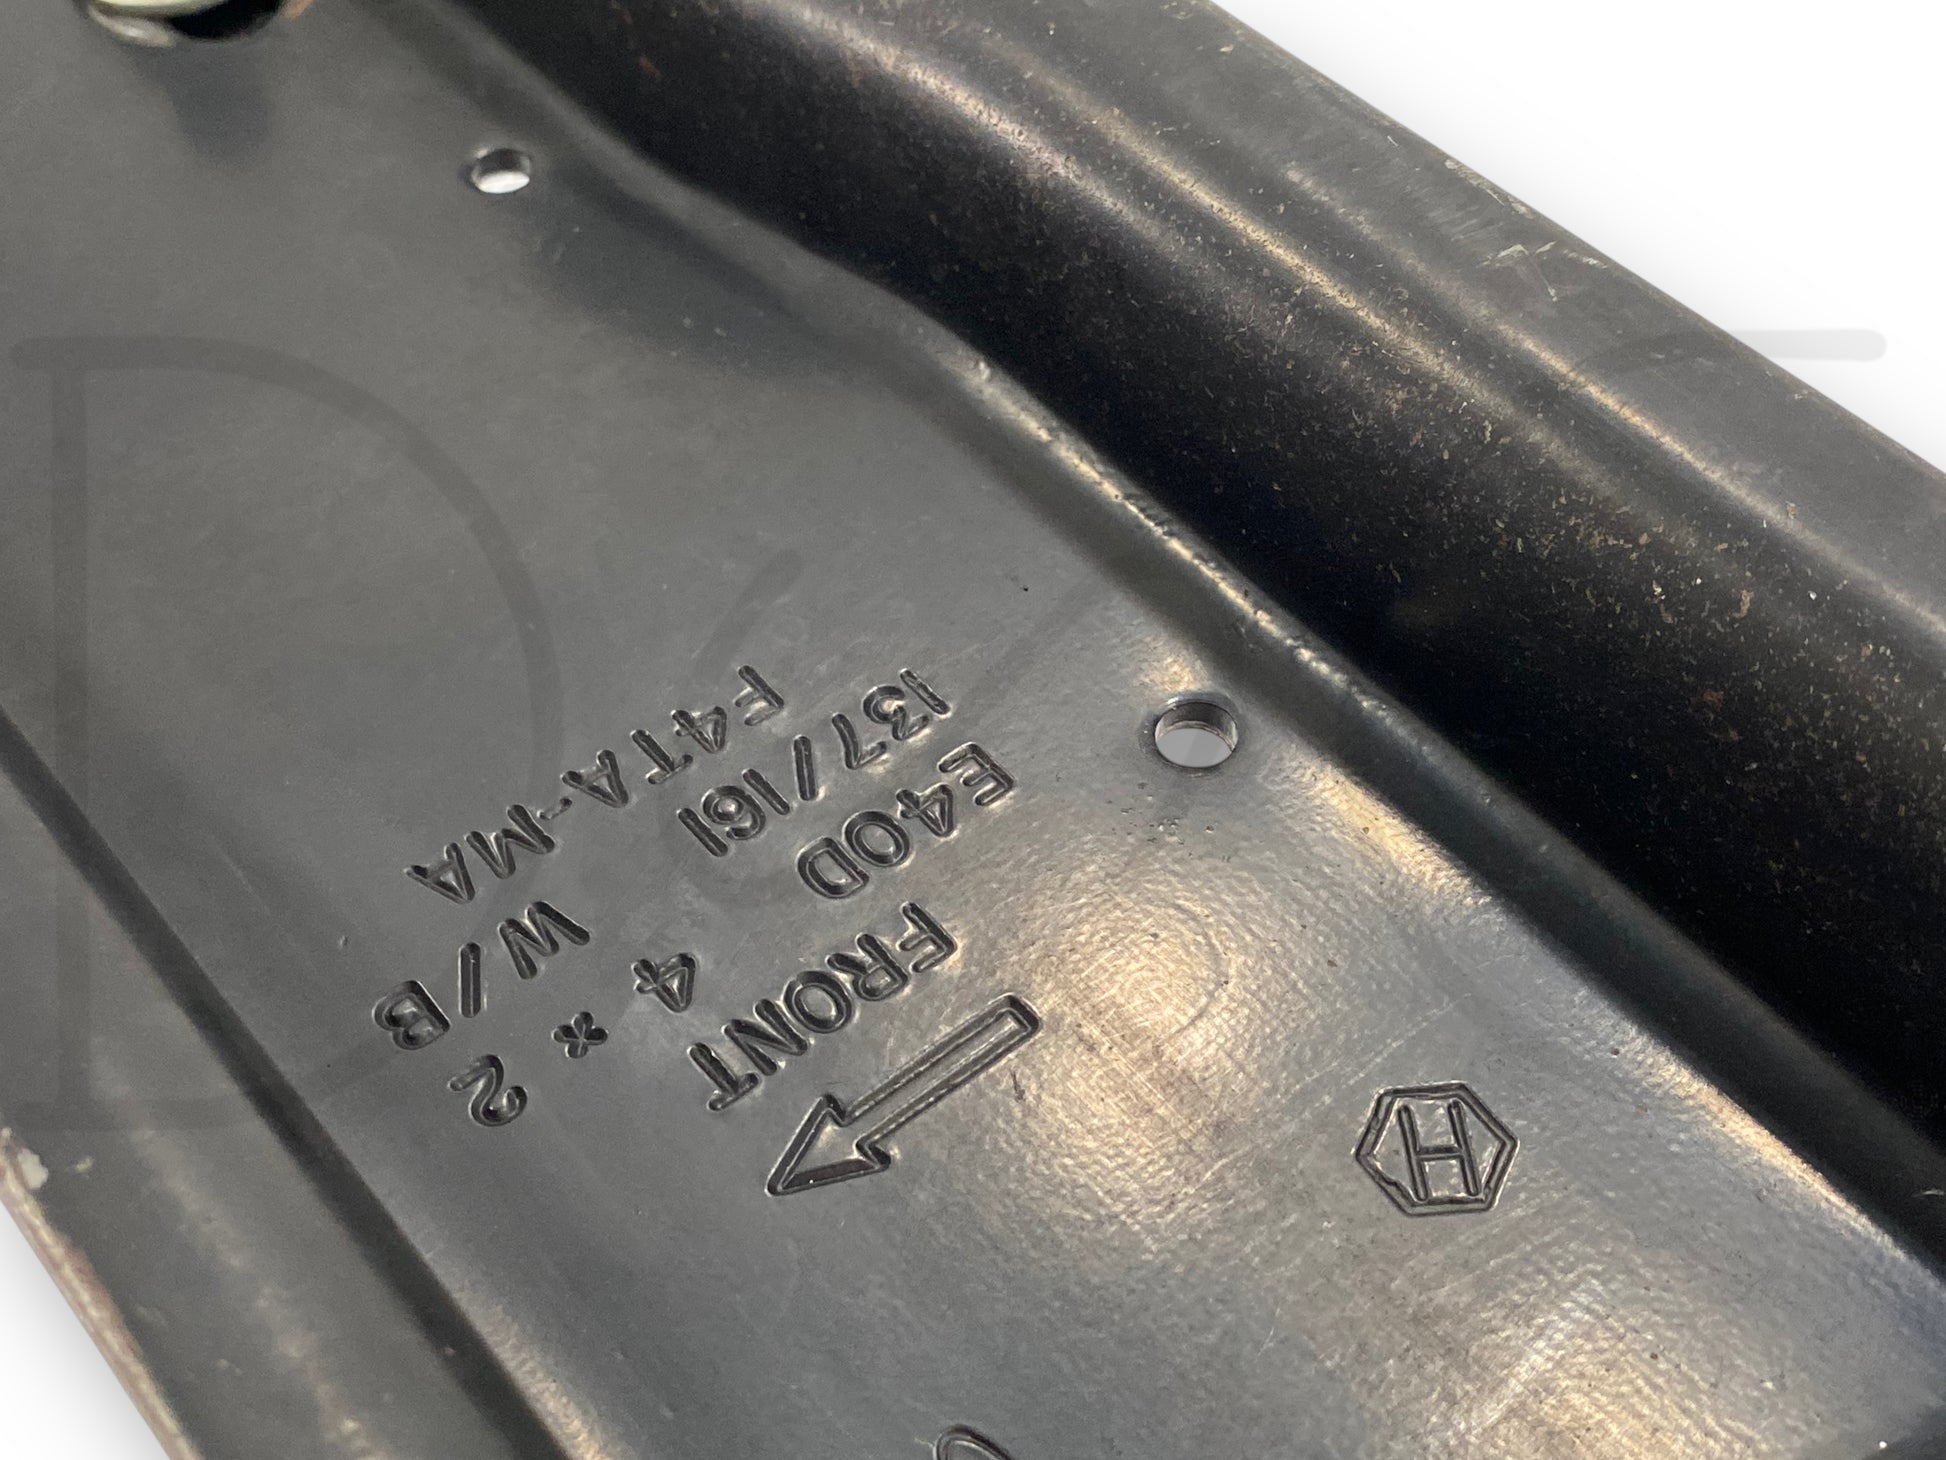 H
FRONT
E4OD 4 x 2
137/161 W/B
F4TA-MA